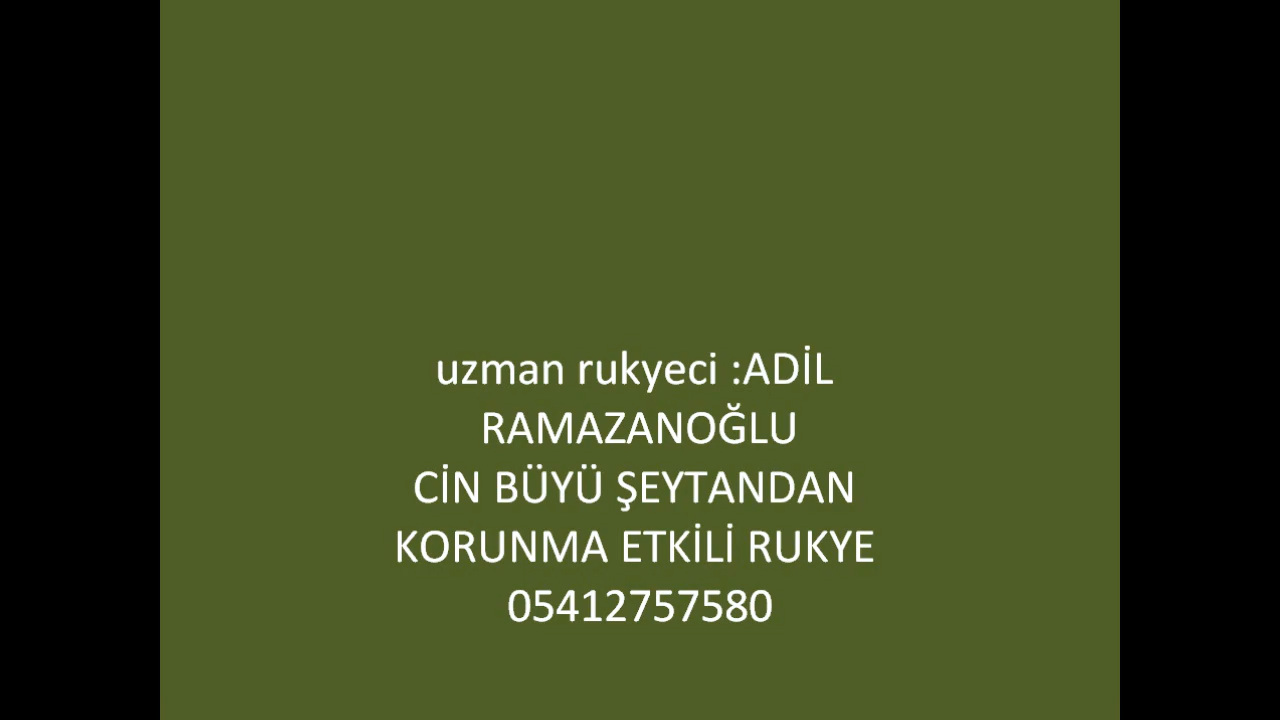 uzman rukyeci :ADİL
RAMAZANOĞLU
CİN BÜYÜ ŞEYTANDAN
KORUNMA ETKİLİ RUKYE
05412757580